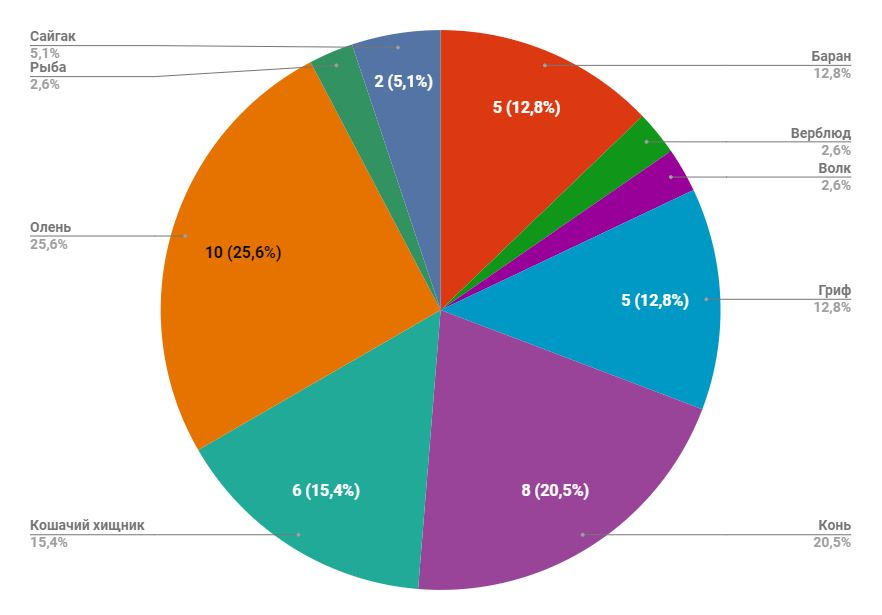 Сайгак
5,1%
Рыба
2,6%
Олень
25,6%
Кошачий хищник
15,4%
Баран
12,8%
Верблюд
2,6%
Волк
2,6%
Гриф
12,8%
Конь
20,5%
2 (5,1%)
5 (12,8%)
10 (25,6%)
5 (12,8%)
6 (15,4%)
8 (20,5%)